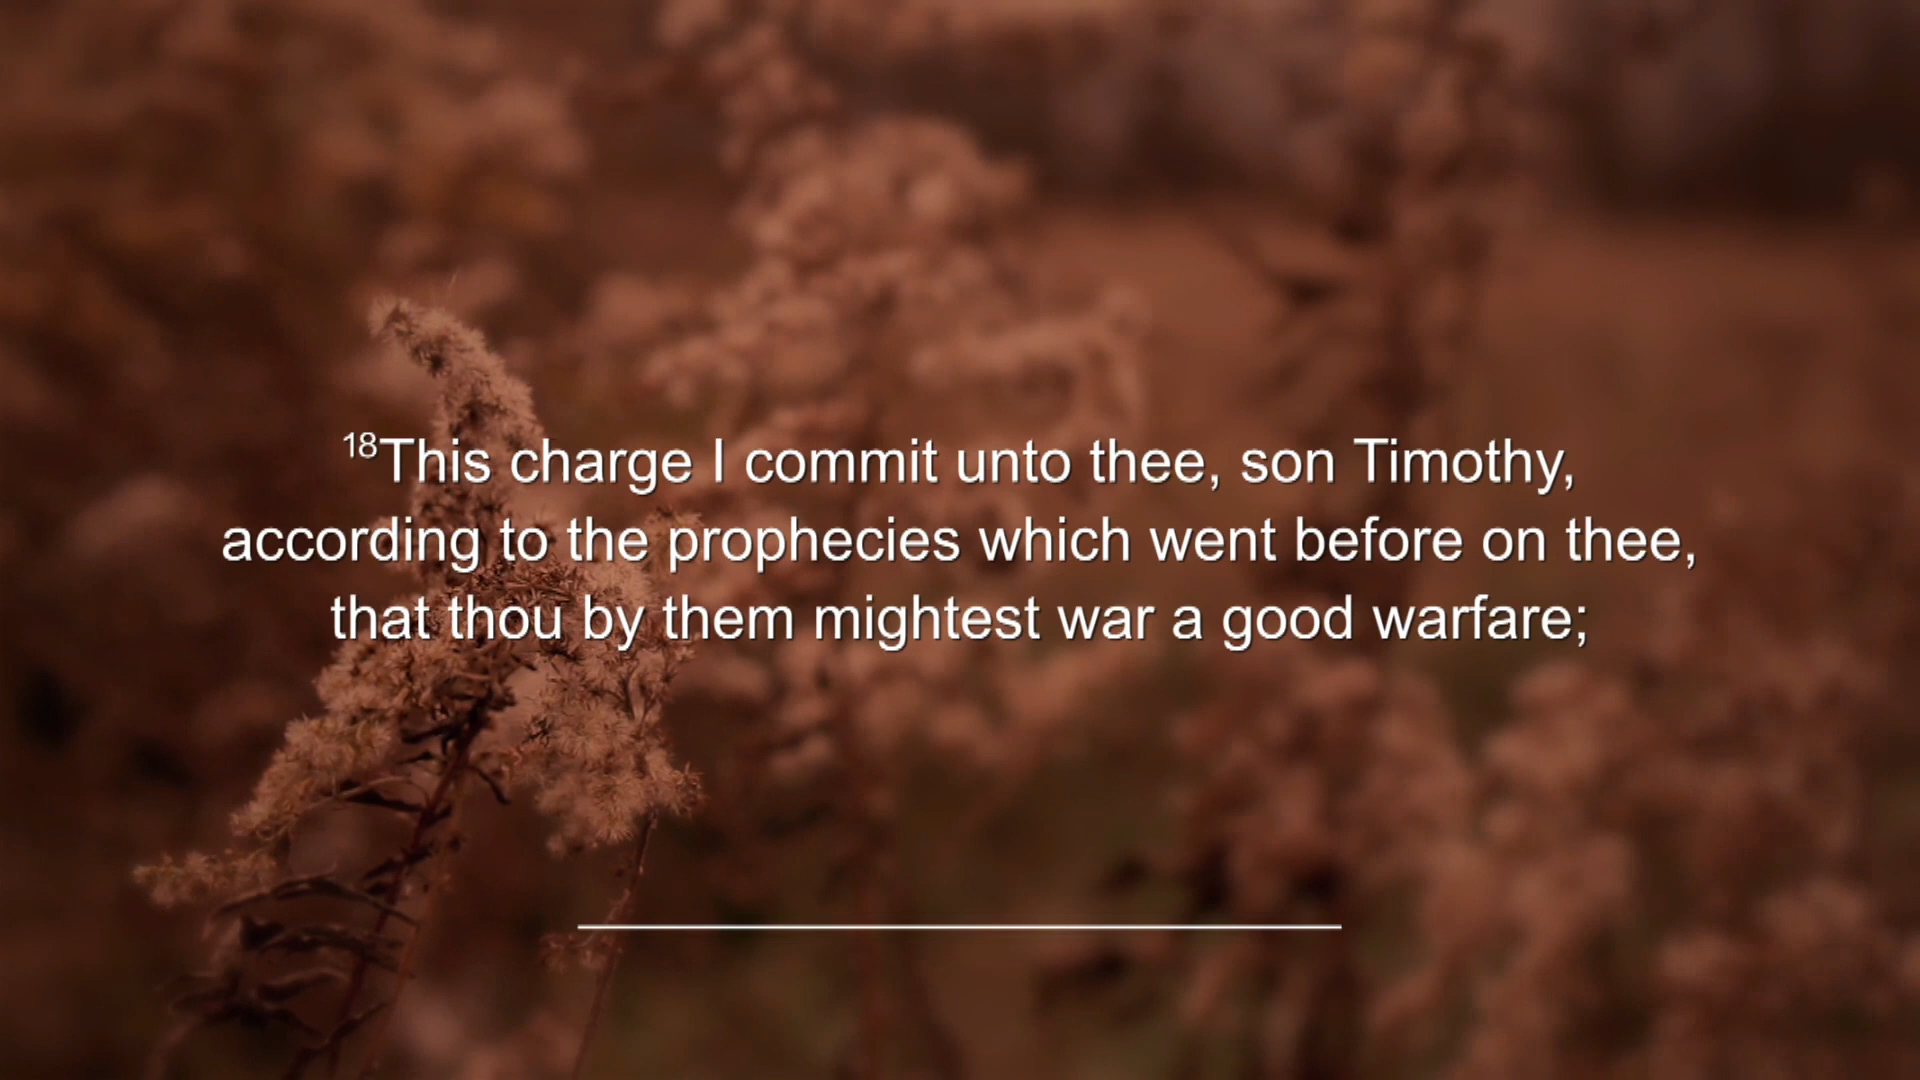 18This charge I commit unto thee, son Timothy,
according to the prophecies which went before on thee,
that thou by them mightest war a good warfare;